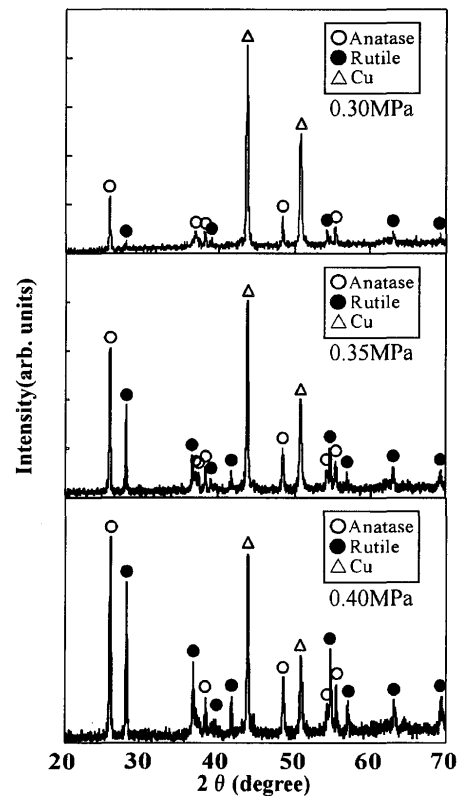 Anatase
Rutile
Cu
0.30MPa
Anatase
Rutile
Cu
0.35MPa
Anatase
Rutile
Cu
0.40MPa
Intensity(arb. units)
20 30 40 50 60 70
2 θ (degree)